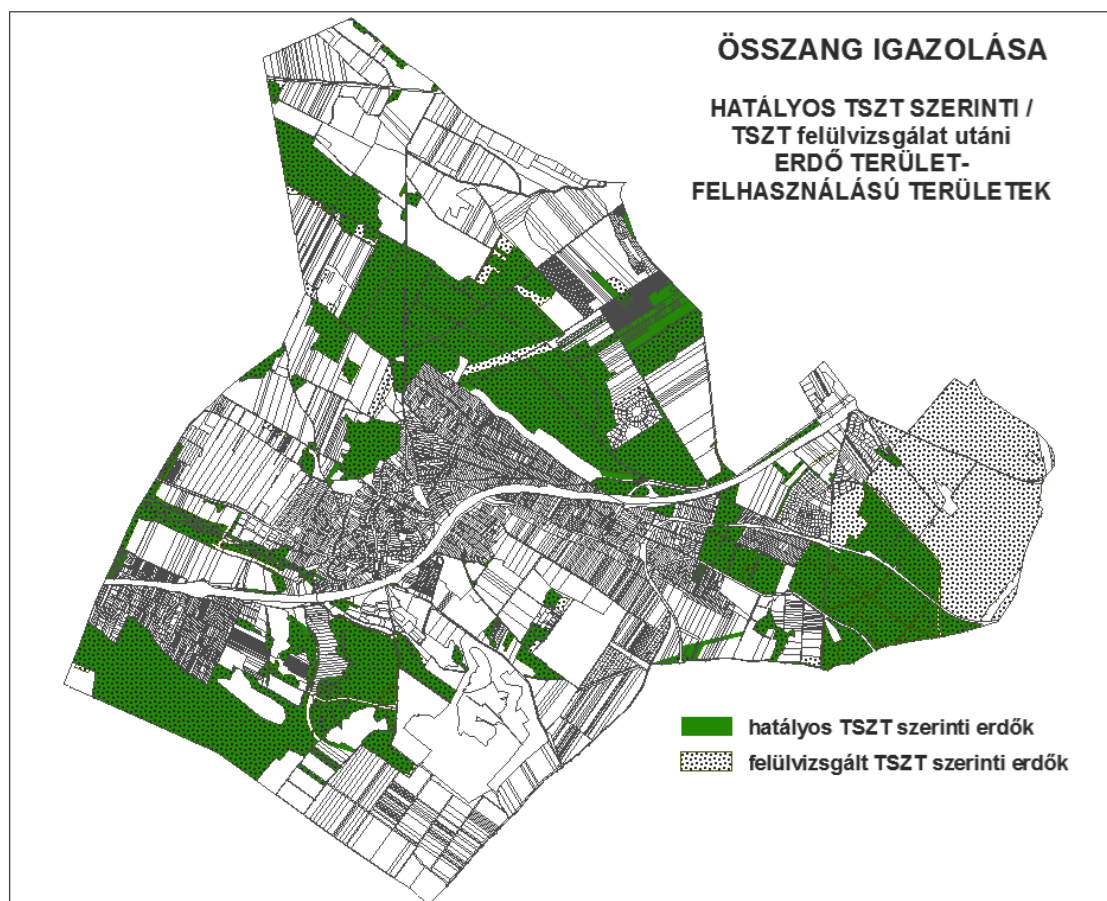 ÖSSZANG IGAZOLÁSA
HATÁLYOS TSZT SZERINTI /
TSZT felülvizsgálat utáni
ERDŐ TERÜLET-
FELHASZNÁLÁSÚ TERÜLETEK
hatályos TSZT szerinti erdők
felülvizsgált TSZT szerinti erdők